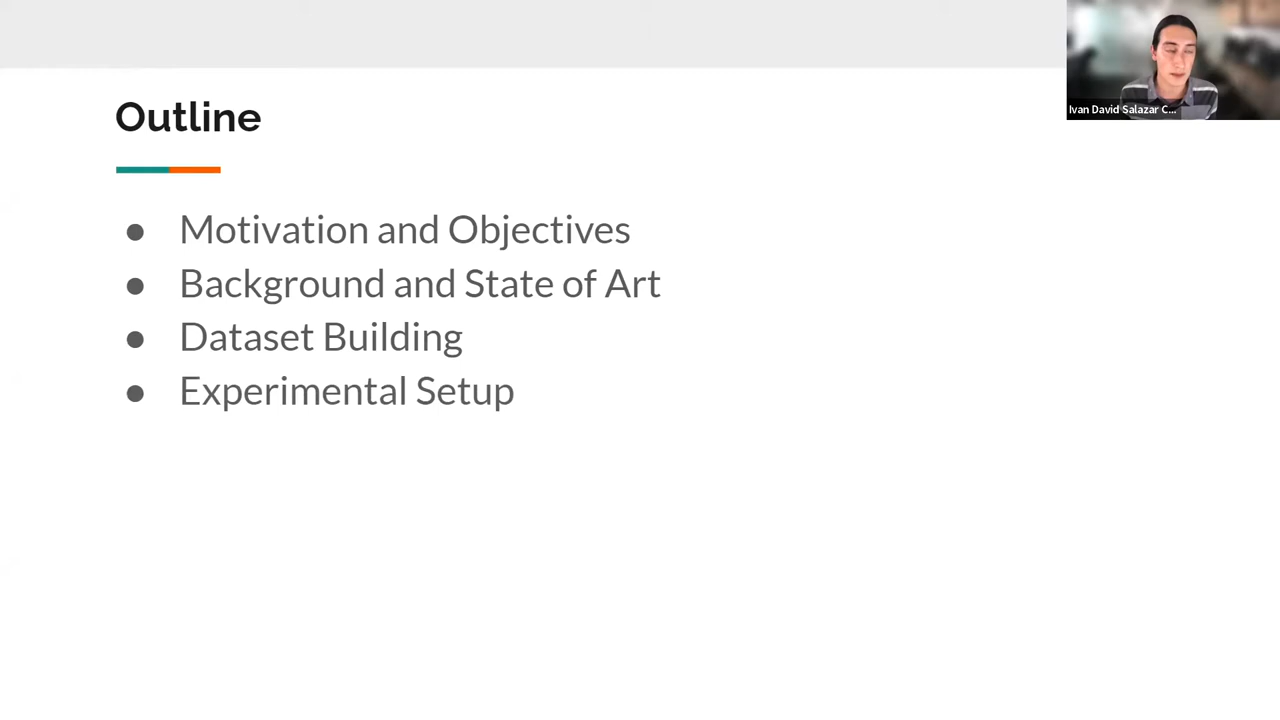 Outline
● Motivation and Objectives
● Background and State of Art
● Dataset Building
● Experimental Setup
Ivan David Salazar C...